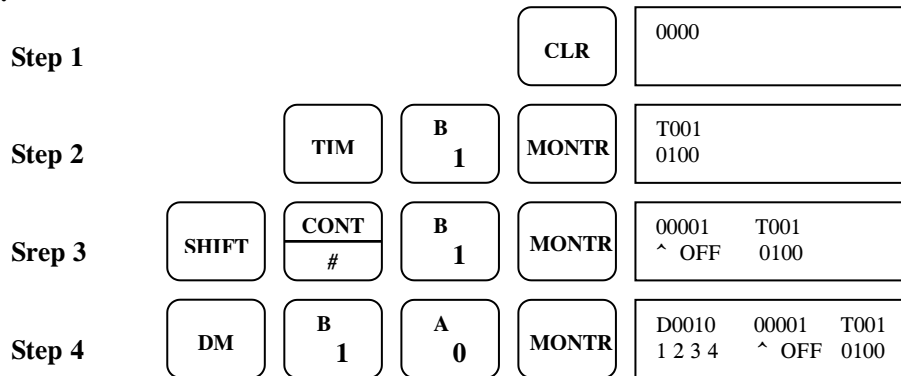 Step 1 CLR 0000
Step 2 TIM B 1 MONTR T001
0100
Srep 3 SHIFT CONT # B 1 MONTR 00001 T001
^ OFF 0100
Step 4 DM B 1 A 0 MONTR D0010 00001 T001
1 2 3 4 ^ OFF 0100